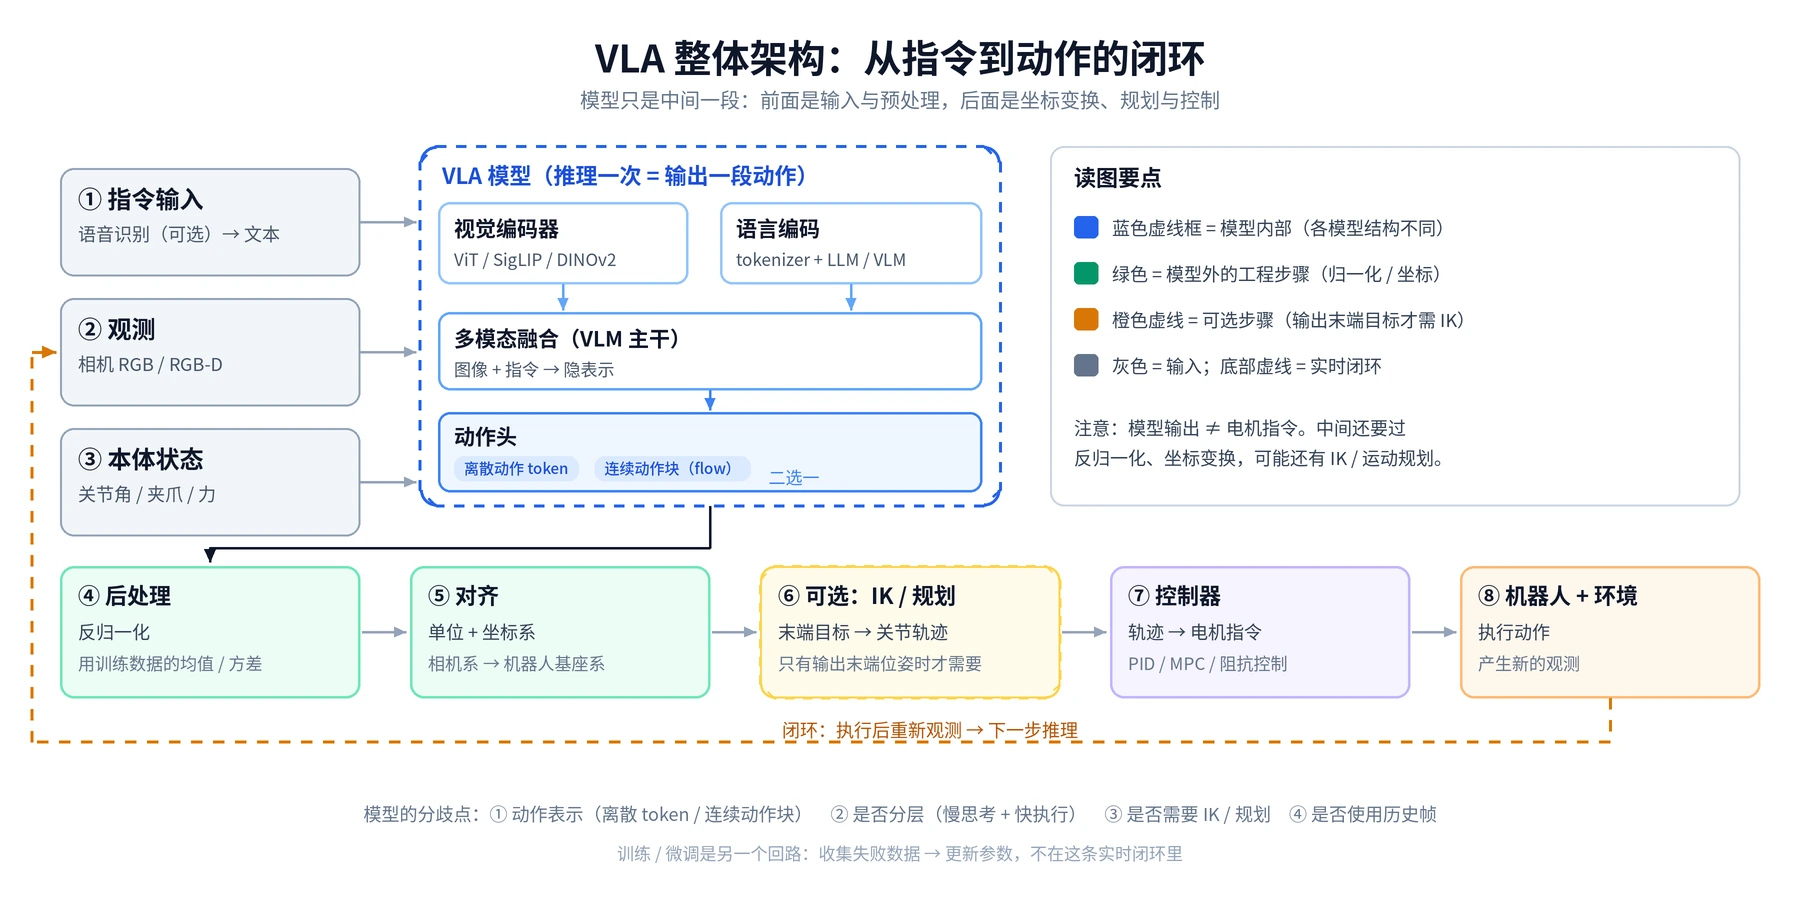 VLA 整体架构：从指令到动作的闭环
模型只是中间一段：前面是输入与预处理，后面是坐标变换、规划与控制
① 指令输入
语音识别（可选）→ 文本
② 观测
相机 RGB / RGB-D
③ 本体状态
关节角 / 夹爪 / 力
VLA 模型（推理一次 = 输出一段动作）
视觉编码器
ViT / SigLIP / DINOv2
语言编码
tokenizer + LLM / VLM
多模态融合（VLM 主干）
图像 + 指令 → 隐表示
动作头
离散动作 token
连续动作块（flow）
二选一
读图要点
蓝色虚线框 = 模型内部（各模型结构不同）
绿色 = 模型外的工程步骤（归一化 / 坐标）
橙色虚线 = 可选步骤（输出末端目标才需 IK）
灰色 = 输入；底部虚线 = 实时闭环
注意：模型输出 ≠ 电机指令。中间还要过
反归一化、坐标变换，可能还有 IK / 运动规划。
④ 后处理
反归一化
用训练数据的均值 / 方差
⑤ 对齐
单位 + 坐标系
相机系 → 机器人基座系
⑥ 可选：IK / 规划
末端目标 → 关节轨迹
只有输出末端位姿时才需要
⑦ 控制器
轨迹 → 电机指令
PID / MPC / 阻抗控制
⑧ 机器人 + 环境
执行动作
产生新的观测
闭环：执行后重新观测 → 下一步推理
模型的分歧点：① 动作表示（离散 token / 连续动作块） ② 是否分层（慢思考 + 快执行） ③ 是否需要 IK / 规划 ④ 是否使用历史帧
训练 / 微调是另一个回路：收集失败数据 → 更新参数，不在这条实时闭环里